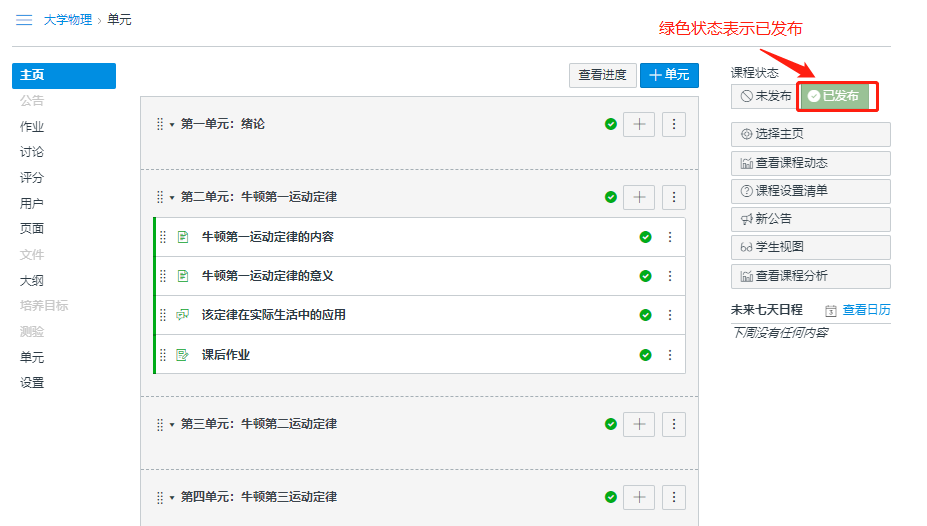 大学物理 › 单元
绿色状态表示已发布
主页
公告
作业
讨论
评分
用户
页面
文件
大纲
培养目标
测验
单元
设置
查看进度
单元
第一单元：绪论
第二单元：牛顿第一运动定律
牛顿第一运动定律的内容
牛顿第一运动定律的意义
该定律在实际生活中的应用
课后作业
第三单元：牛顿第二运动定律
第四单元：牛顿第三运动定律
课程状态
未发布 已发布
选择主页
查看课程动态
课程设置清单
新公告
学生视图
查看课程分析
未来七天日程 查看日历
下周没有任何内容